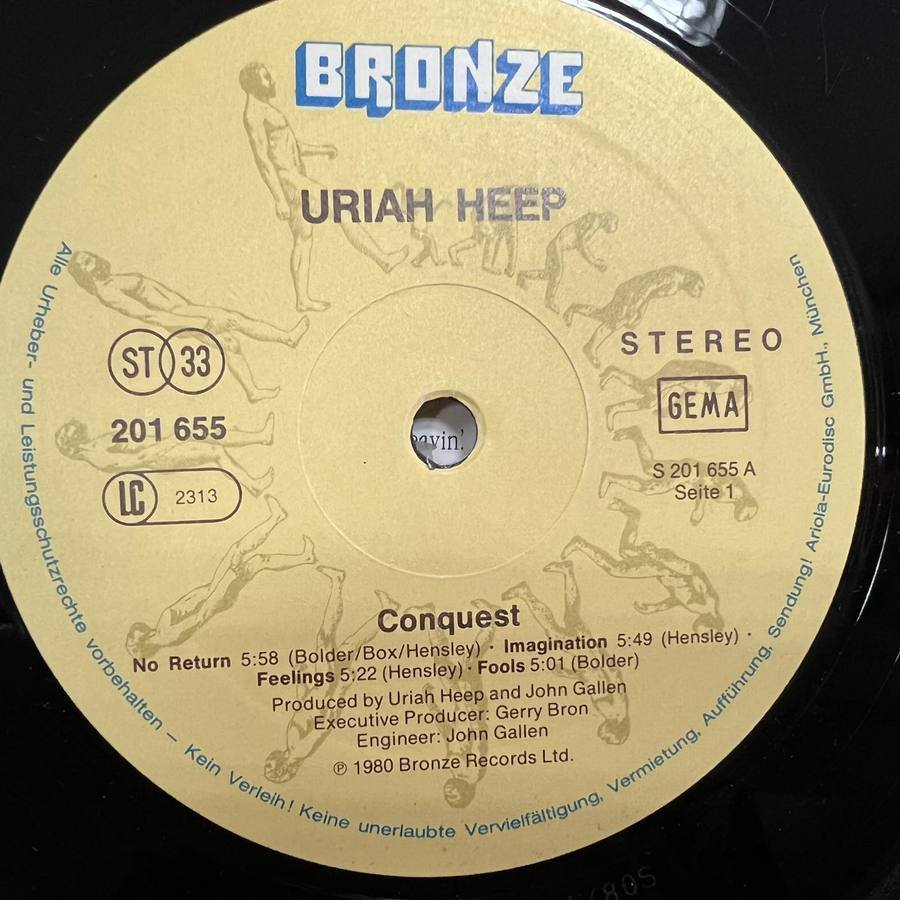 BRONZE
URIAH HEEP
ST 33
201 655
LC 2313
STEREO
GEMA
S 201 655 A
Seite 1
Conquest
No Return 5:58 (Bolder/Box/Hensley) · Imagination 5:49 (Hensley) ·
Feelings 5:22 (Hensley) · Fools 5:01 (Bolder)
Produced by Uriah Heep and John Gallen
Executive Producer: Gerry Bron
Engineer: John Gallen
℗ 1980 Bronze Records Ltd.
Alle Urheber- und Leistungsschutzrechte vorbehalten – Kein Verleih! Keine unerlaubte Vervielfältigung, Vermietung, Aufführung, Sendung! Ariola-Eurodisc GmbH., München